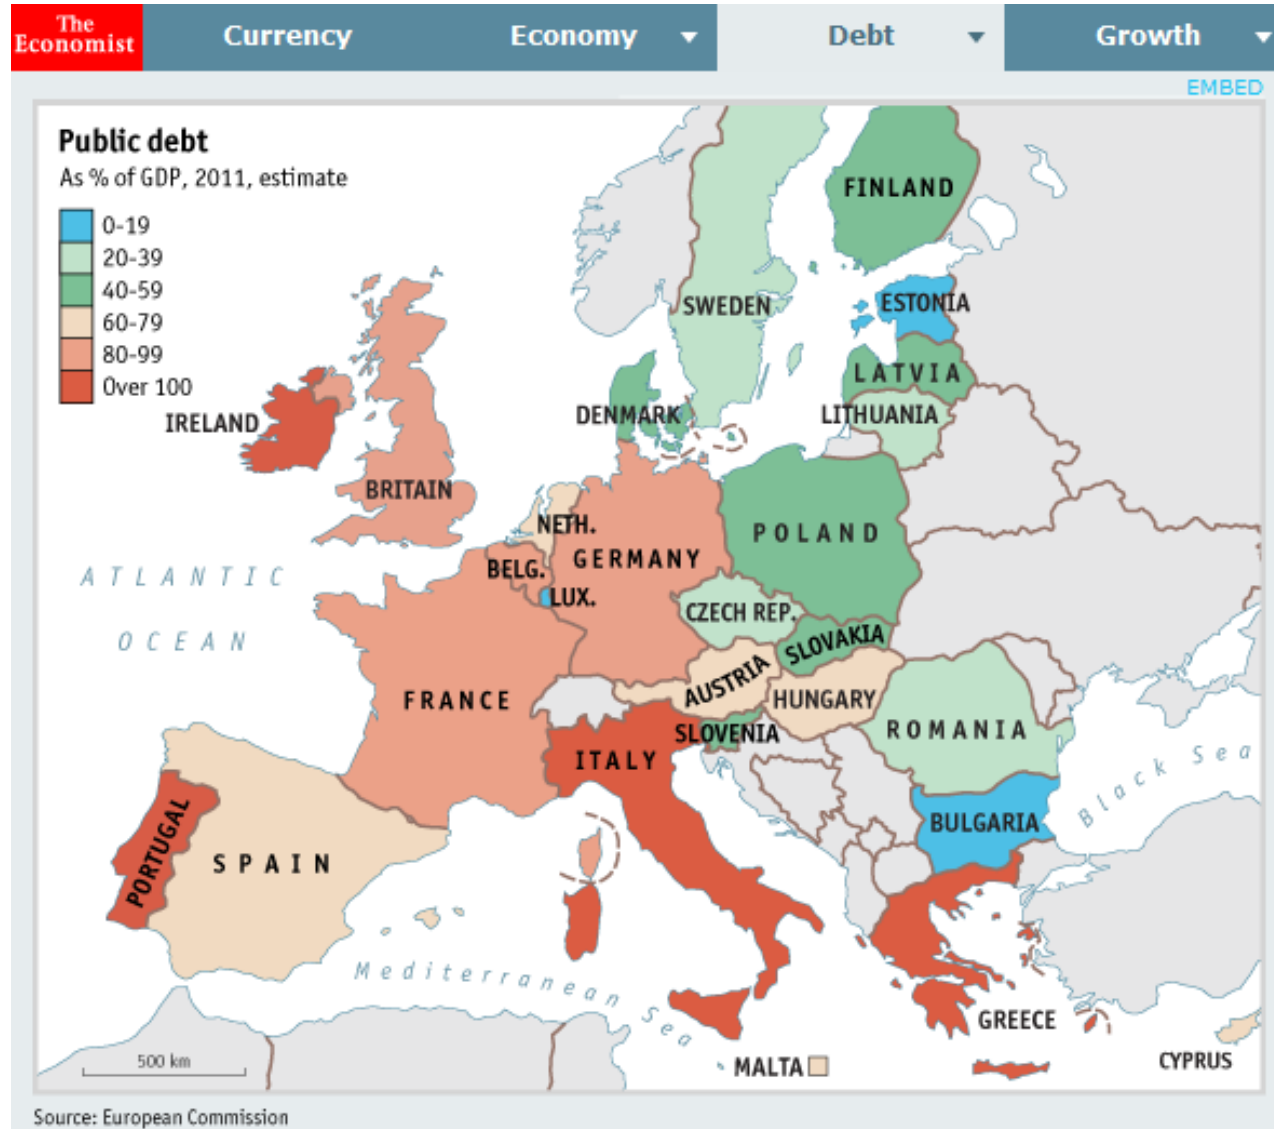 The
Economist
Currency
Economy
Debt
Growth
EMBED
Public debt
As % of GDP, 2011, estimate
0-19
20-39
40-59
60-79
80-99
Over 100
FINLAND
SWEDEN
ESTONIA
LATVIA
LITHUANIA
DENMARK
IRELAND
BRITAIN
NETH.
POLAND
GERMANY
BELG.
LUX.
ATLANTIC
OCEAN
CZECH REP.
SLOVAKIA
AUSTRIA
HUNGARY
FRANCE
SLOVENIA
ROMANIA
ITALY
Black Sea
BULGARIA
PORTUGAL
SPAIN
Mediterranean Sea
GREECE
500 km
MALTA
CYPRUS
Source: European Commission